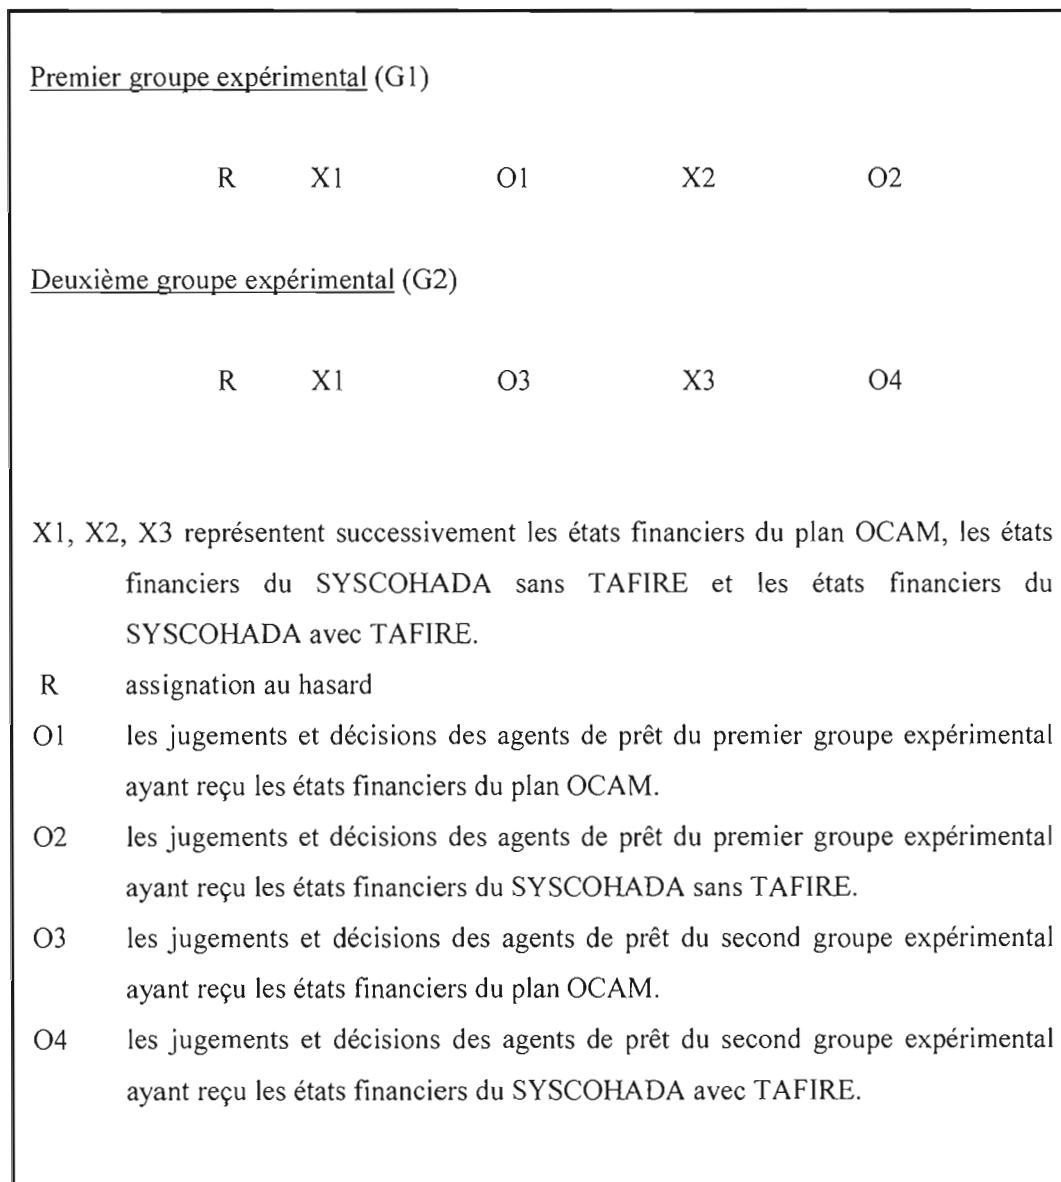 Premier groupe expérimental (G1)
R X1 O1 X2 O2
Deuxième groupe expérimental (G2)
R X1 O3 X3 O4
X1, X2, X3 représentent successivement les états financiers du plan OCAM, les états
financiers du SYSCOHADA sans TAFIRE et les états financiers du
SYSCOHADA avec TAFIRE.
R assignation au hasard
O1 les jugements et décisions des agents de prêt du premier groupe expérimental
ayant reçu les états financiers du plan OCAM.
O2 les jugements et décisions des agents de prêt du premier groupe expérimental
ayant reçu les états financiers du SYSCOHADA sans TAFIRE.
O3 les jugements et décisions des agents de prêt du second groupe expérimental
ayant reçu les états financiers du plan OCAM.
O4 les jugements et décisions des agents de prêt du second groupe expérimental
ayant reçu les états financiers du SYSCOHADA avec TAFIRE.